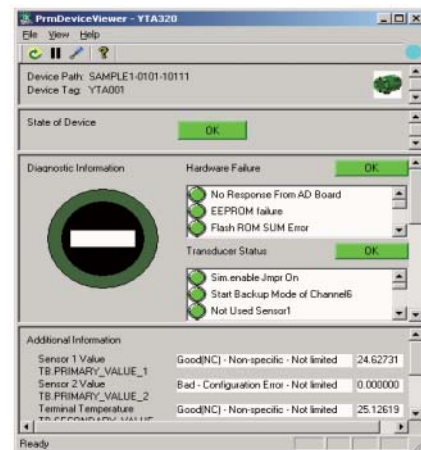 PrmDeviceViewer - YTA320
File View Help
Device Path: SAMPLE1-0101-10111
Device Tag: YTA001
State of Device
OK
Diagnostic Information
Hardware Failure
OK
No Response From AD Board
EEPROM failure
Flash ROM SUM Error
Transducer Status
OK
Sim.enable Jmpr On
Start Backup Mode of Channel6
Not Used Sensor1
Additional Information
Sensor 1 Value Good(NC) - Non-specific - Not limited 24.62731
TB.PRIMARY_VALUE_1
Sensor 2 Value Bad - Configuration Error - Not limited 0.000000
TB.PRIMARY_VALUE_2
Terminal Temperature Good(NC) - Non-specific - Not limited 25.12619
TB.SECONDARY_VALUE
Ready